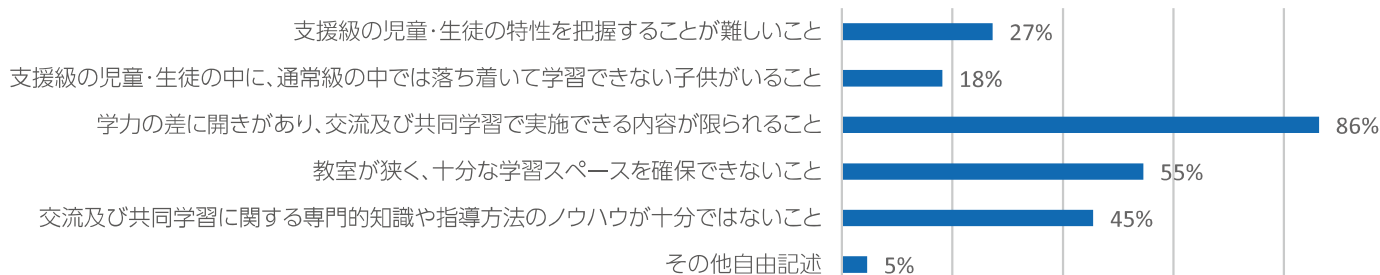 支援級の児童・生徒の特性を把握することが難しいこと 27%
支援級の児童・生徒の中に、通常級の中では落ち着いて学習できない子供がいること 18%
学力の差に開きがあり、交流及び共同学習で実施できる内容が限られること 86%
教室が狭く、十分な学習スペースを確保できないこと 55%
交流及び共同学習に関する専門的知識や指導方法のノウハウが十分ではないこと 45%
その他自由記述 5%